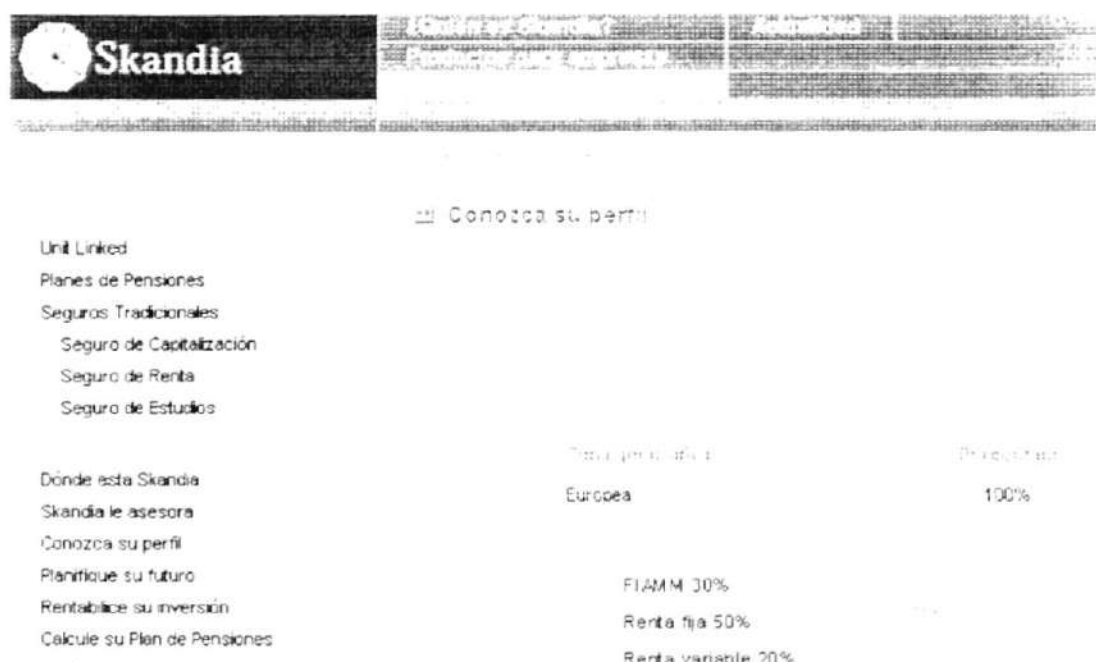 Skandia
Conozca su perfil
Unit Linked
Planes de Pensiones
Seguros Tradicionales
Seguro de Capitalización
Seguro de Renta
Seguro de Estudios
Dónde esta Skandia
Skandia le asesora
Conozca su perfil
Planifique su futuro
Rentabilice su inversión
Calcule su Plan de Pensiones
Europea
100%
FIAMM 30%
Renta fija 50%
Renta variable 20%